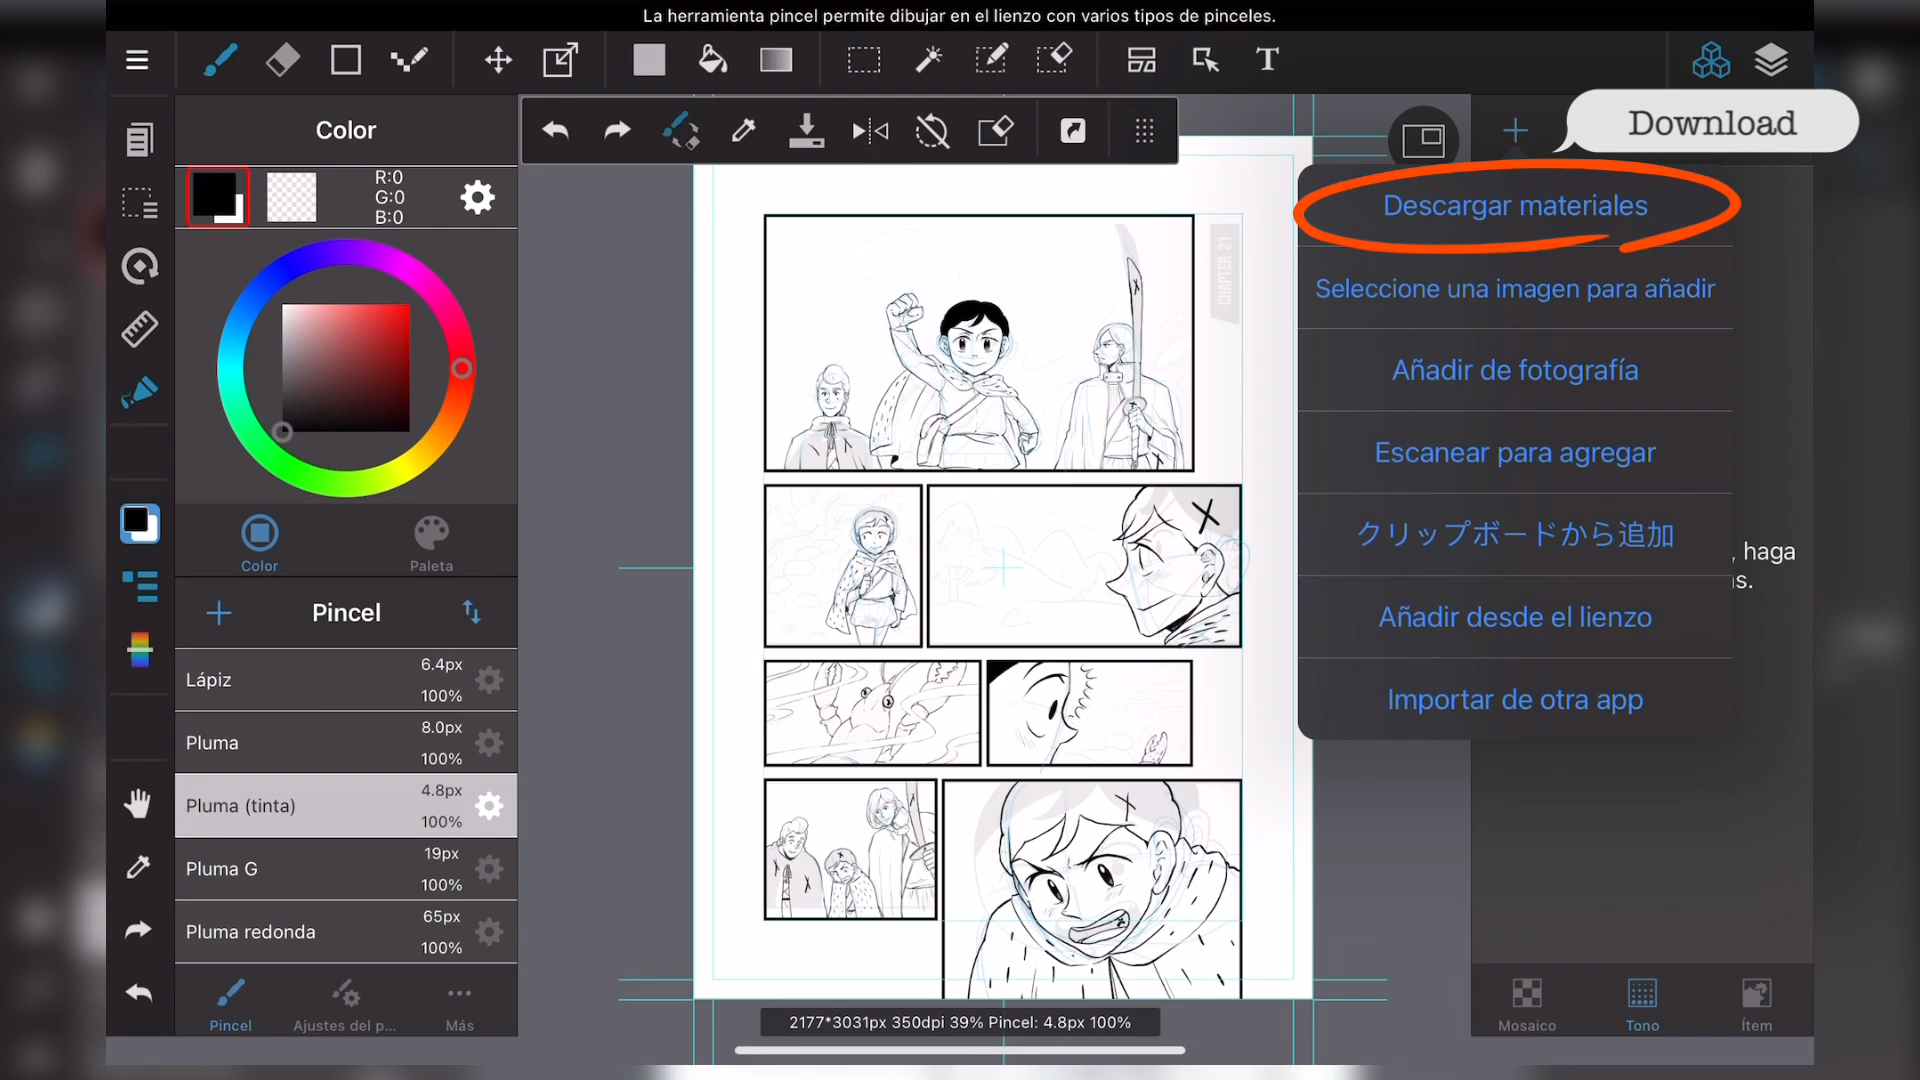 La herramienta pincel permite dibujar en el lienzo con varios tipos de pinceles.
T
Download
Color
R:0
G:0
B:0
Color
Paleta
Pincel
Lápiz
6.4px
100%
Pluma
8.0px
100%
Pluma (tinta)
4.8px
100%
Pluma G
19px
100%
Pluma redonda
65px
100%
Pincel
Ajustes del p...
Más
CHAPTER 21
2177*3031px 350dpi 39% Pincel: 4.8px 100%
Descargar materiales
Seleccione una imagen para añadir
Añadir de fotografía
Escanear para agregar
クリップボードから追加
Añadir desde el lienzo
Importar de otra app
, haga
s.
Mosaico
Tono
Ítem